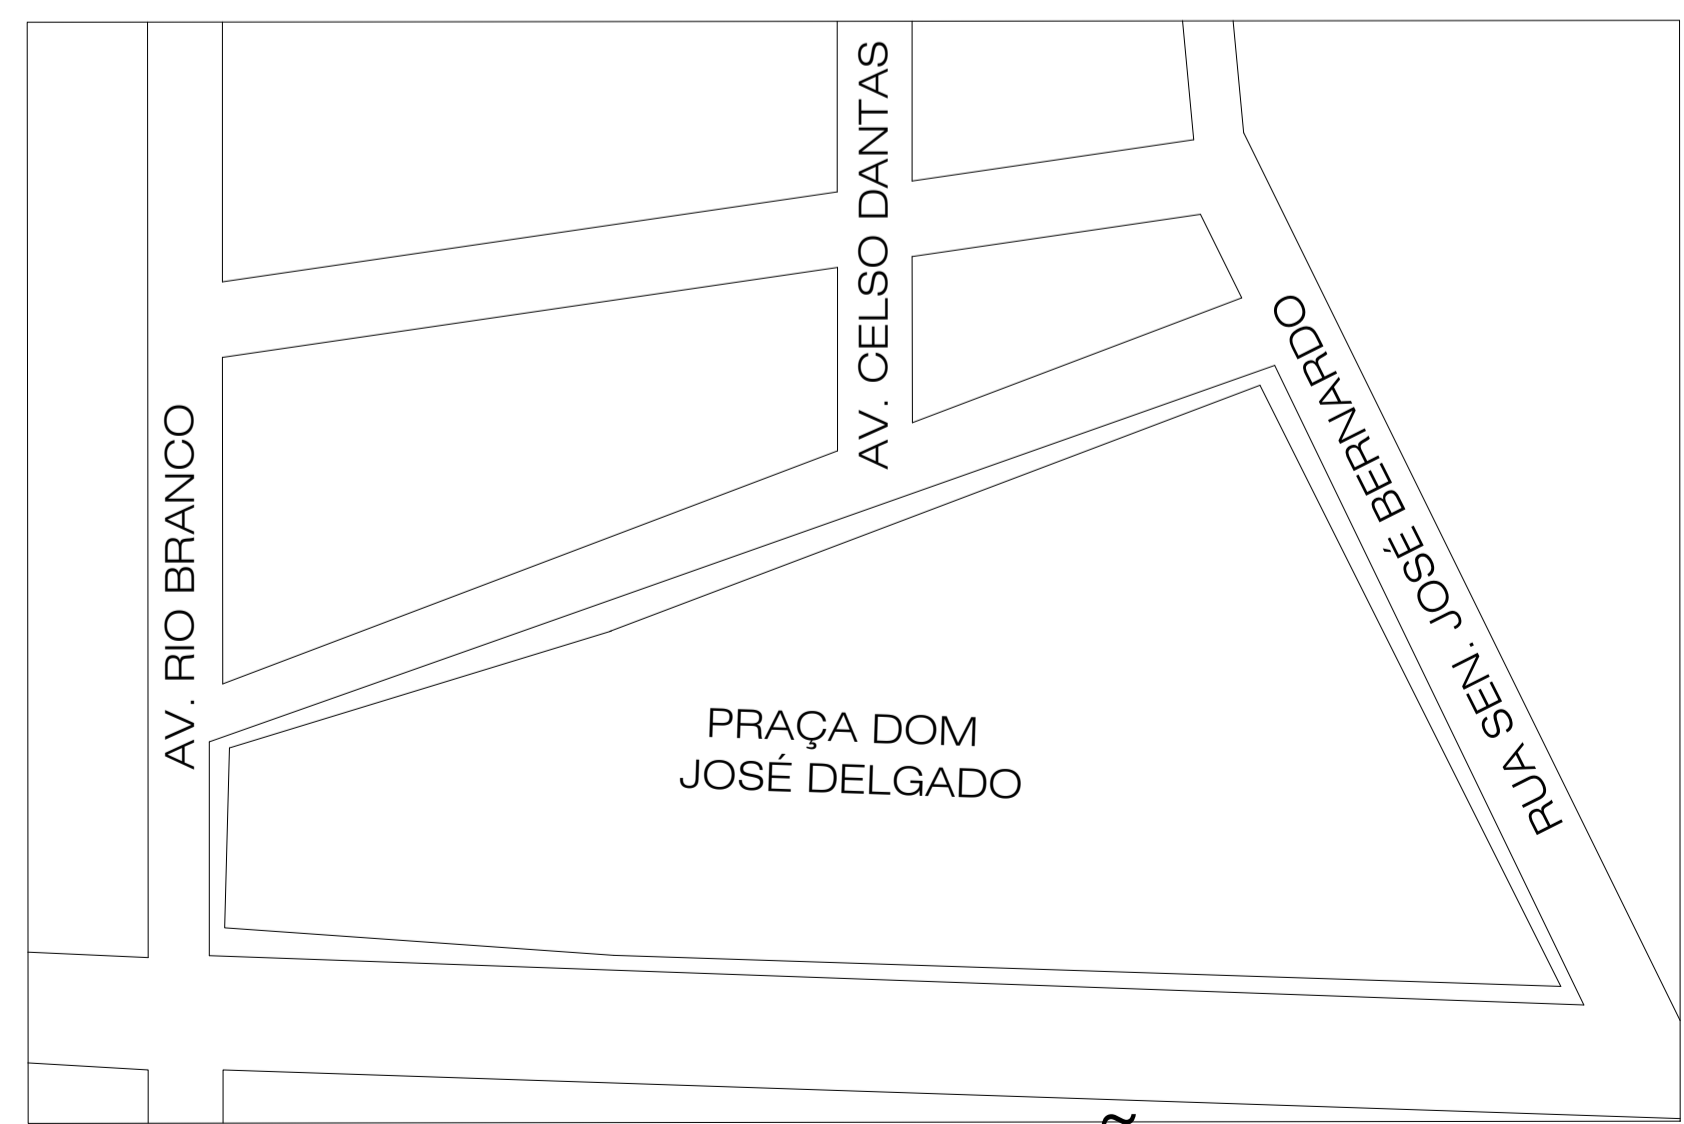 AV. CELSO DANTAS
AV. RIO BRANCO
RUA SEN. JOSÉ BERNARDO
PRAÇA DOM
JOSÉ DELGADO